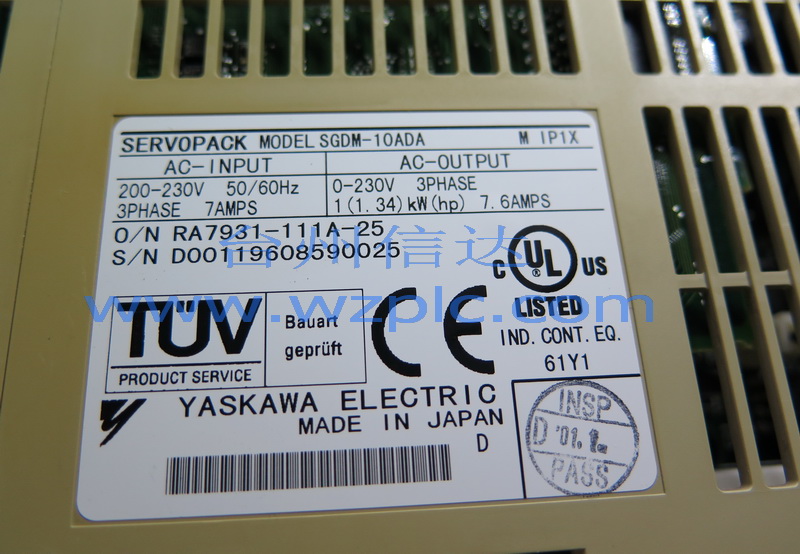 SERVOPACK MODEL SGDM-10ADA M IP1X
AC-INPUT AC-OUTPUT
200-230V 50/60Hz 0-230V 3PHASE
3PHASE 7AMPS 1(1.34)kW(hp) 7.6AMPS
O/N RA7931-111A-25
S/N D00119608590025
台州信达
www.wzplc.com
C UL ® US
LISTED
IND. CONT. EQ.
61Y1
TÜV
PRODUCT SERVICE
Bauart
geprüft
CE
YASKAWA ELECTRIC
MADE IN JAPAN
D
INSP
D '01.1.
PASS